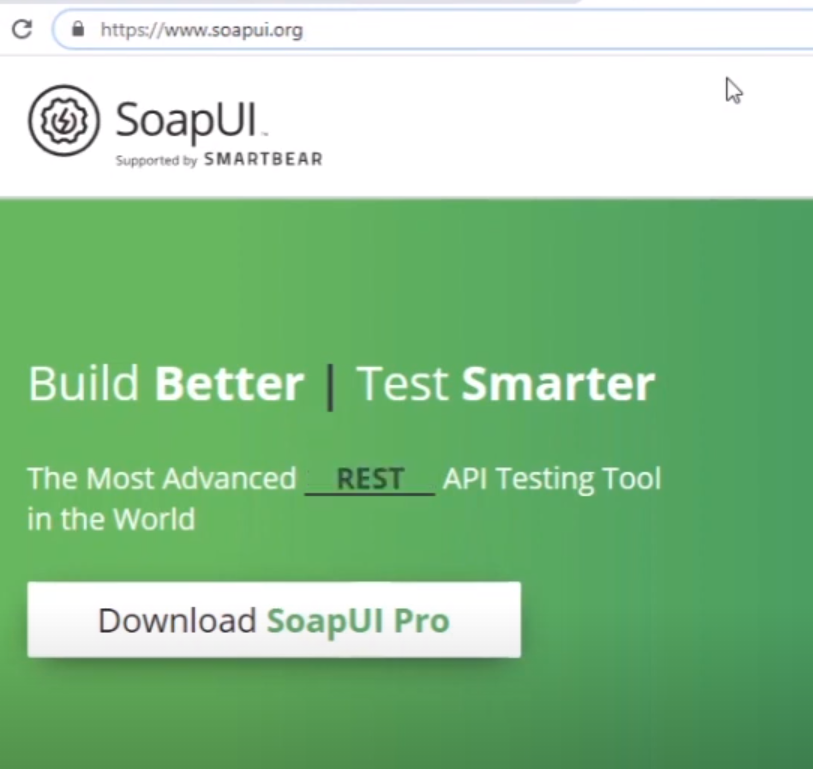 https://www.soapui.org
SoapUI™
Supported by SMARTBEAR
Build Better | Test Smarter
The Most Advanced REST API Testing Tool
in the World
Download SoapUI Pro